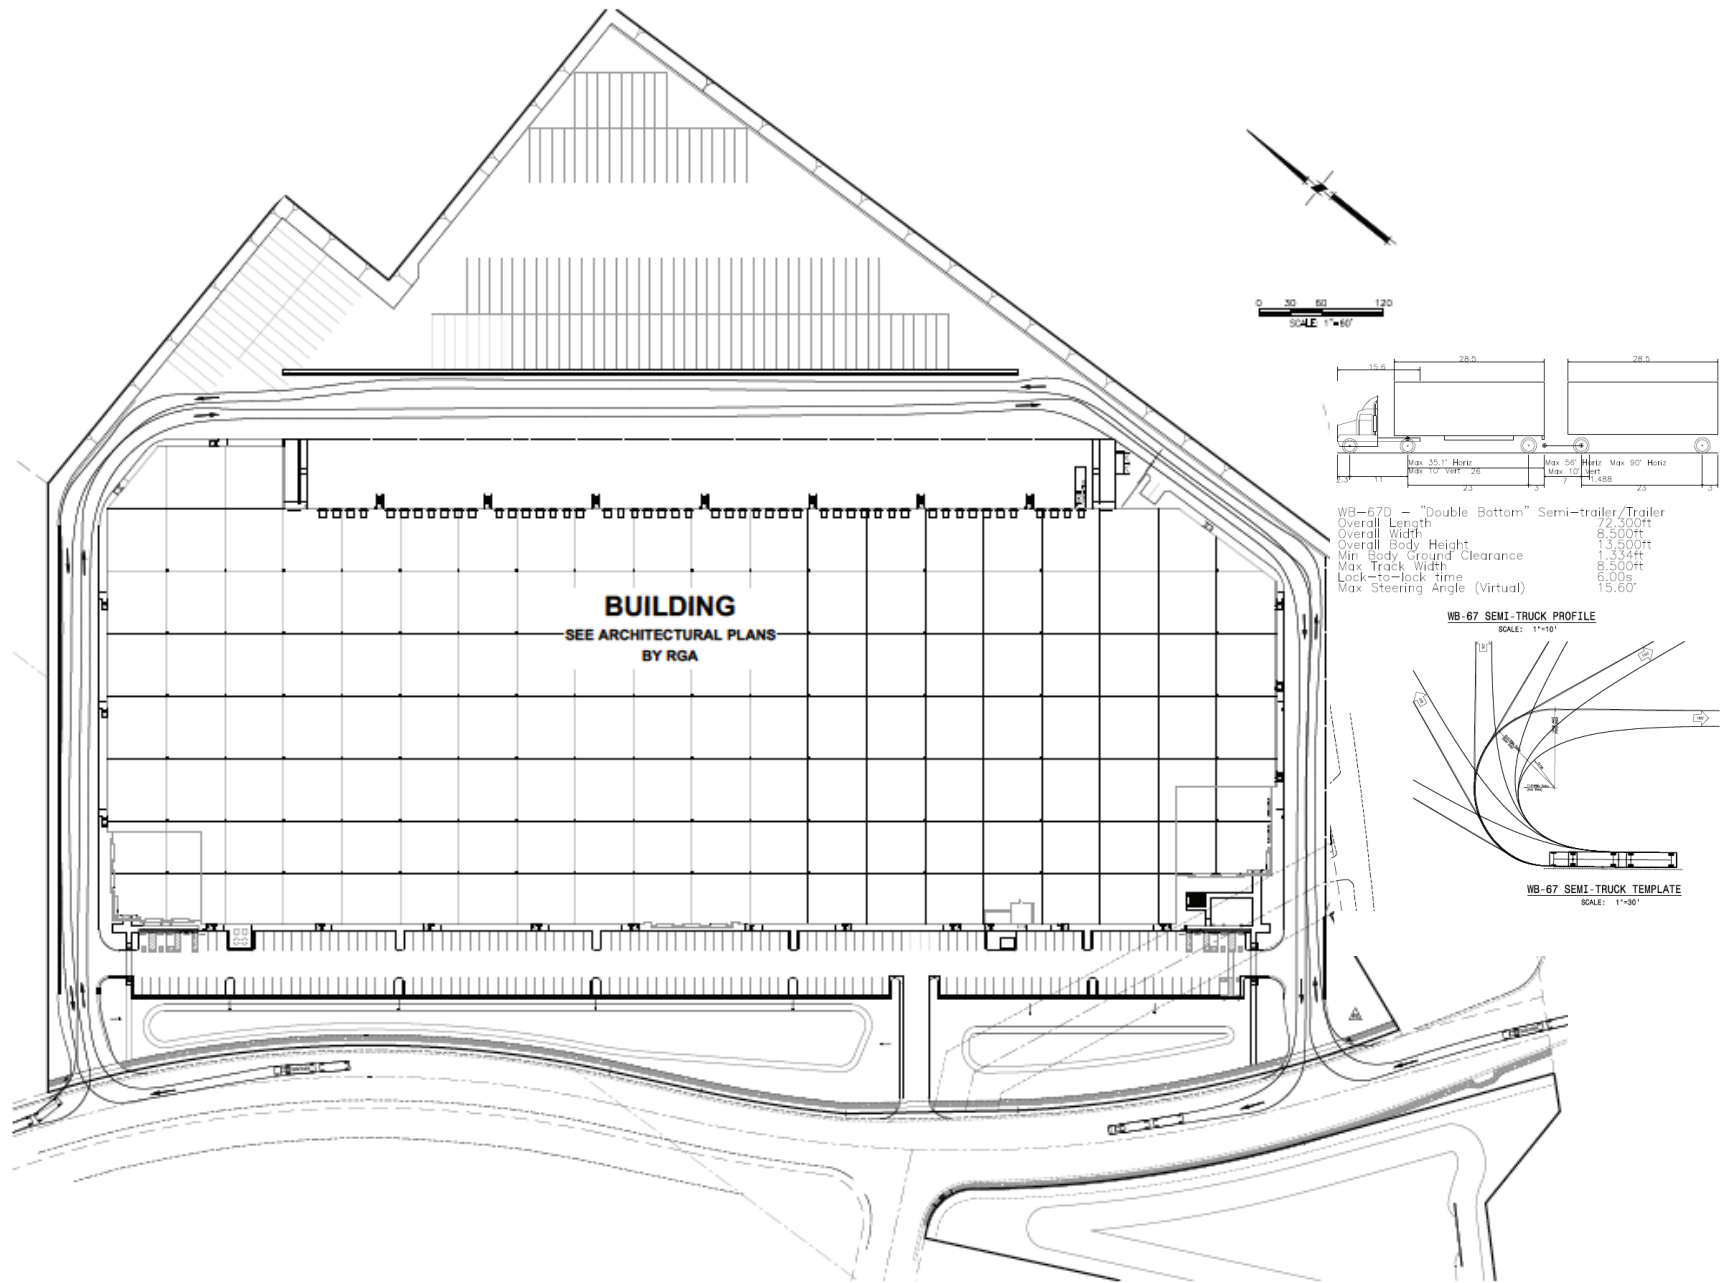 0 30 60 120
SCALE: 1"=60'
28.5 28.5
15.6
Max 35.1° Horiz Max 56° Horiz Max 90° Horiz
Max 10° Vert 26 Max 10° Vert
2.3 11 23 3 7 1.488 23 3
WB-67D - "Double Bottom" Semi-trailer/Trailer
Overall Length 72.300ft
Overall Width 8.500ft
Overall Body Height 13.500ft
Min Body Ground Clearance 1.334ft
Max Track Width 8.500ft
Lock-to-lock time 6.00s
Max Steering Angle (Virtual) 15.60°
WB-67 SEMI-TRUCK PROFILE
SCALE: 1"=10'
BUILDING
SEE ARCHITECTURAL PLANS
BY RGA
WB-67 SEMI-TRUCK TEMPLATE
SCALE: 1"=30'